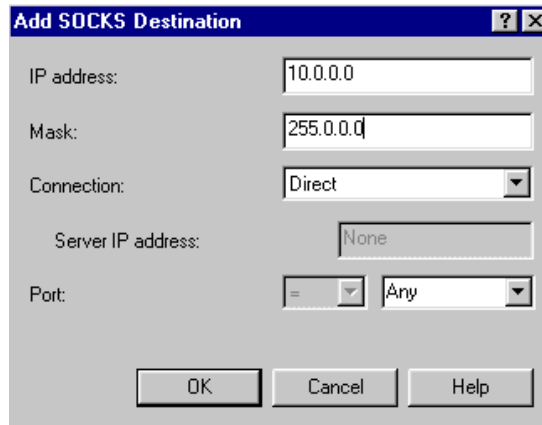 Add SOCKS Destination ? X
IP address: 10.0.0.0
Mask: 255.0.0.0
Connection: Direct
Server IP address: None
Port: = Any
OK Cancel Help